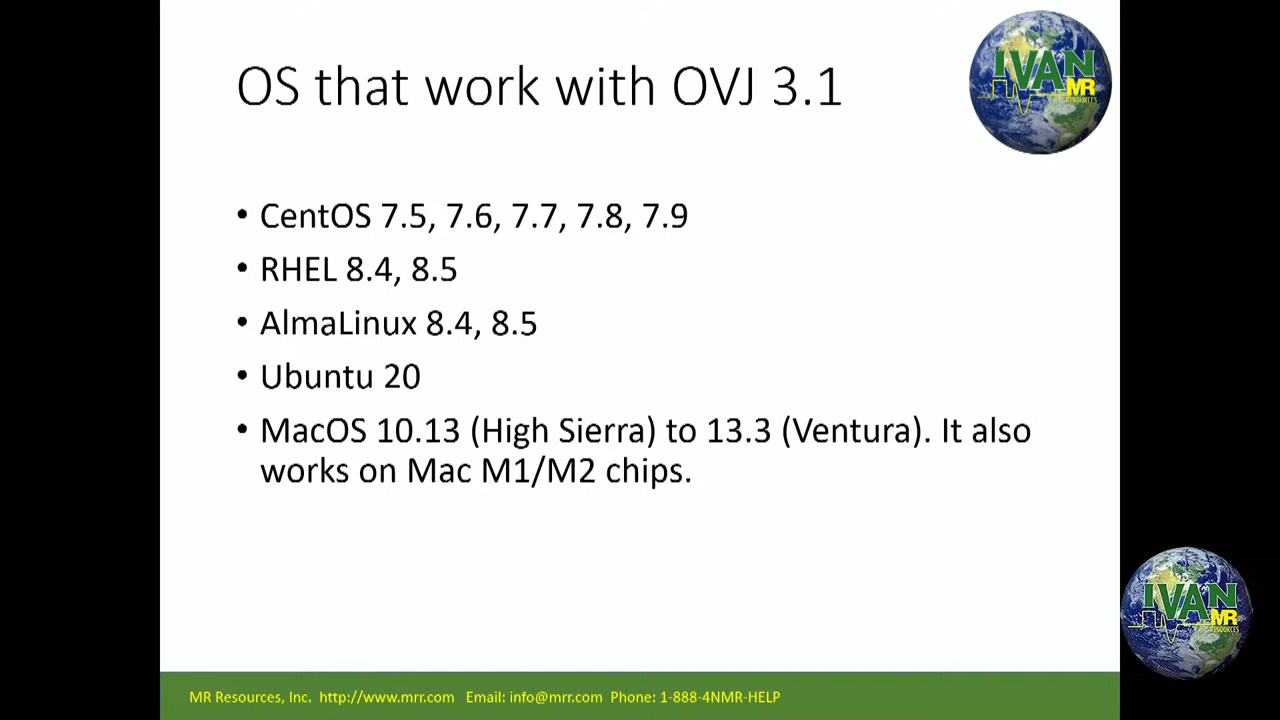 OS that work with OVJ 3.1
IVAN
MR
RESOURCES
• CentOS 7.5, 7.6, 7.7, 7.8, 7.9
• RHEL 8.4, 8.5
• AlmaLinux 8.4, 8.5
• Ubuntu 20
• MacOS 10.13 (High Sierra) to 13.3 (Ventura). It also
works on Mac M1/M2 chips.
IVAN
MR
RESOURCES
MR Resources, Inc. http://www.mrr.com Email: info@mrr.com Phone: 1-888-4NMR-HELP